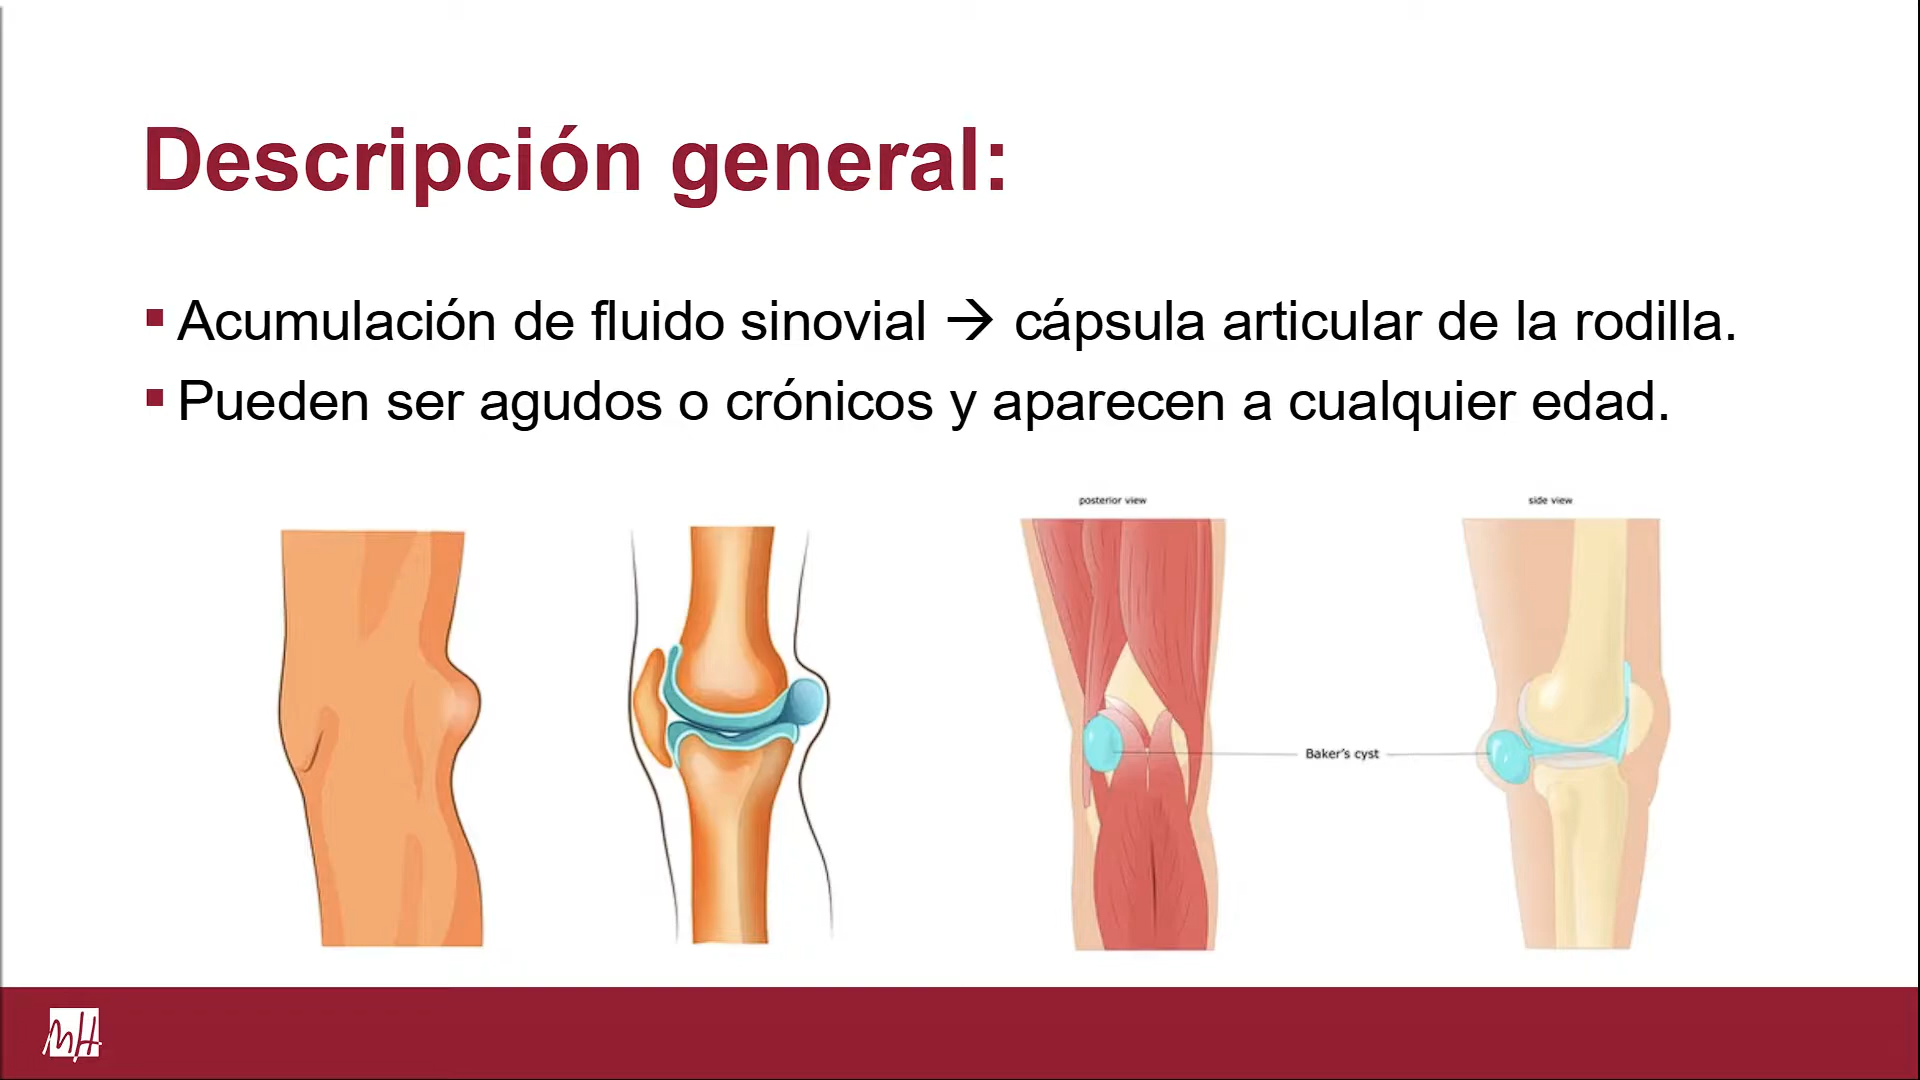 Descripción general:
▪ Acumulación de fluido sinovial → cápsula articular de la rodilla.
▪ Pueden ser agudos o crónicos y aparecen a cualquier edad.
posterior view
side view
Baker's cyst
MH